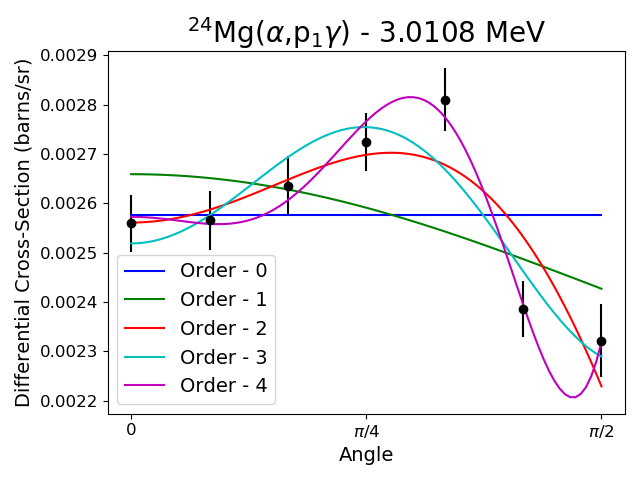 ²⁴Mg(α,p₁γ) - 3.0108 MeV
Differential Cross-Section (barns/sr)
0.0029
0.0028
0.0027
0.0026
0.0025
0.0024
0.0023
0.0022
Order - 0
Order - 1
Order - 2
Order - 3
Order - 4
0 π/4 π/2
Angle